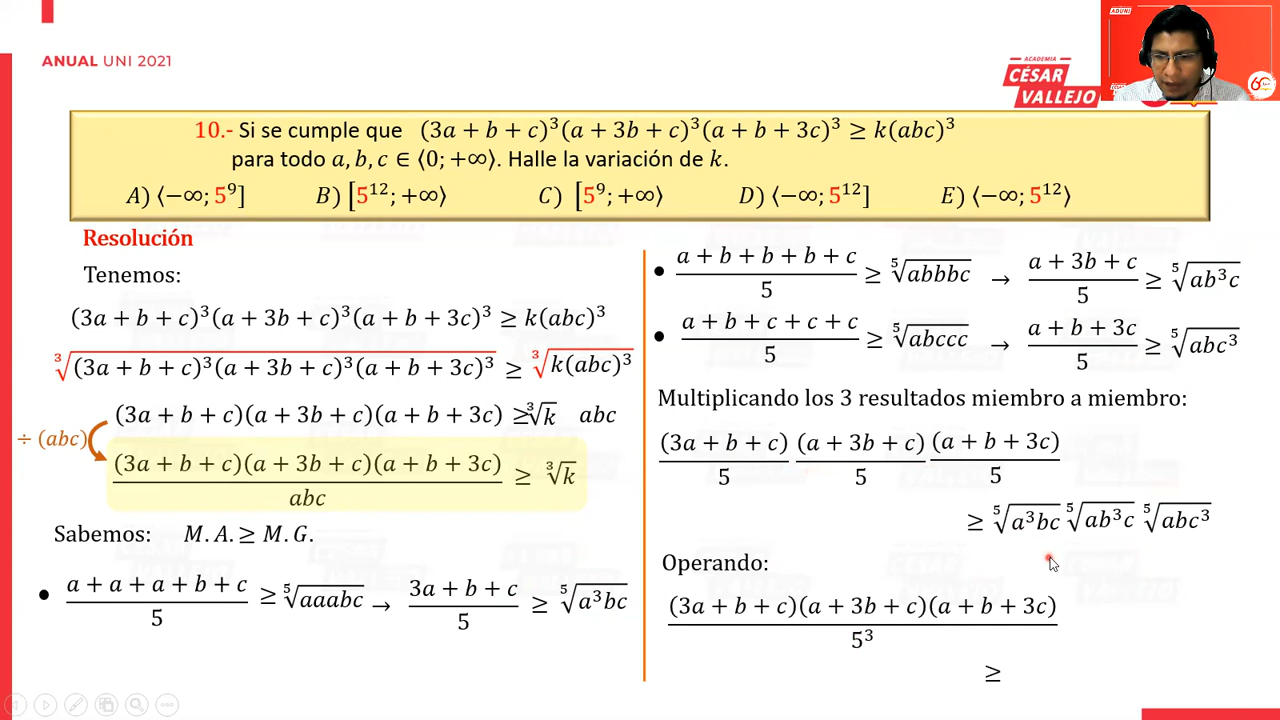 ANUAL UNI 2021
ACADEMIA
CÉSAR
VALLEJO
ADUNI
60
10.- Si se cumple que (3a + b + c)³(a + 3b + c)³(a + b + 3c)³ ≥ k(abc)³
para todo a, b, c ∈ ⟨0; +∞⟩. Halle la variación de k.
A) ⟨−∞; 5⁹] B) [5¹²; +∞⟩ C) [5⁹; +∞⟩ D) ⟨−∞; 5¹²] E) ⟨−∞; 5¹²⟩
Resolución
Tenemos:
(3a + b + c)³(a + 3b + c)³(a + b + 3c)³ ≥ k(abc)³
∛((3a + b + c)³(a + 3b + c)³(a + b + 3c)³) ≥ ∛(k(abc)³)
(3a + b + c)(a + 3b + c)(a + b + 3c) ≥ ∛k abc
÷ (abc)
(3a + b + c)(a + 3b + c)(a + b + 3c) / abc ≥ ∛k
Sabemos: M.A. ≥ M.G.
• (a + a + a + b + c) / 5 ≥ ⁵√(aaabc) → (3a + b + c) / 5 ≥ ⁵√(a³bc)
• (a + b + b + b + c) / 5 ≥ ⁵√(abbbc) → (a + 3b + c) / 5 ≥ ⁵√(ab³c)
• (a + b + c + c + c) / 5 ≥ ⁵√(abccc) → (a + b + 3c) / 5 ≥ ⁵√(abc³)
Multiplicando los 3 resultados miembro a miembro:
(3a + b + c) / 5 (a + 3b + c) / 5 (a + b + 3c) / 5
≥ ⁵√(a³bc) ⁵√(ab³c) ⁵√(abc³)
Operando:
(3a + b + c)(a + 3b + c)(a + b + 3c) / 5³
≥